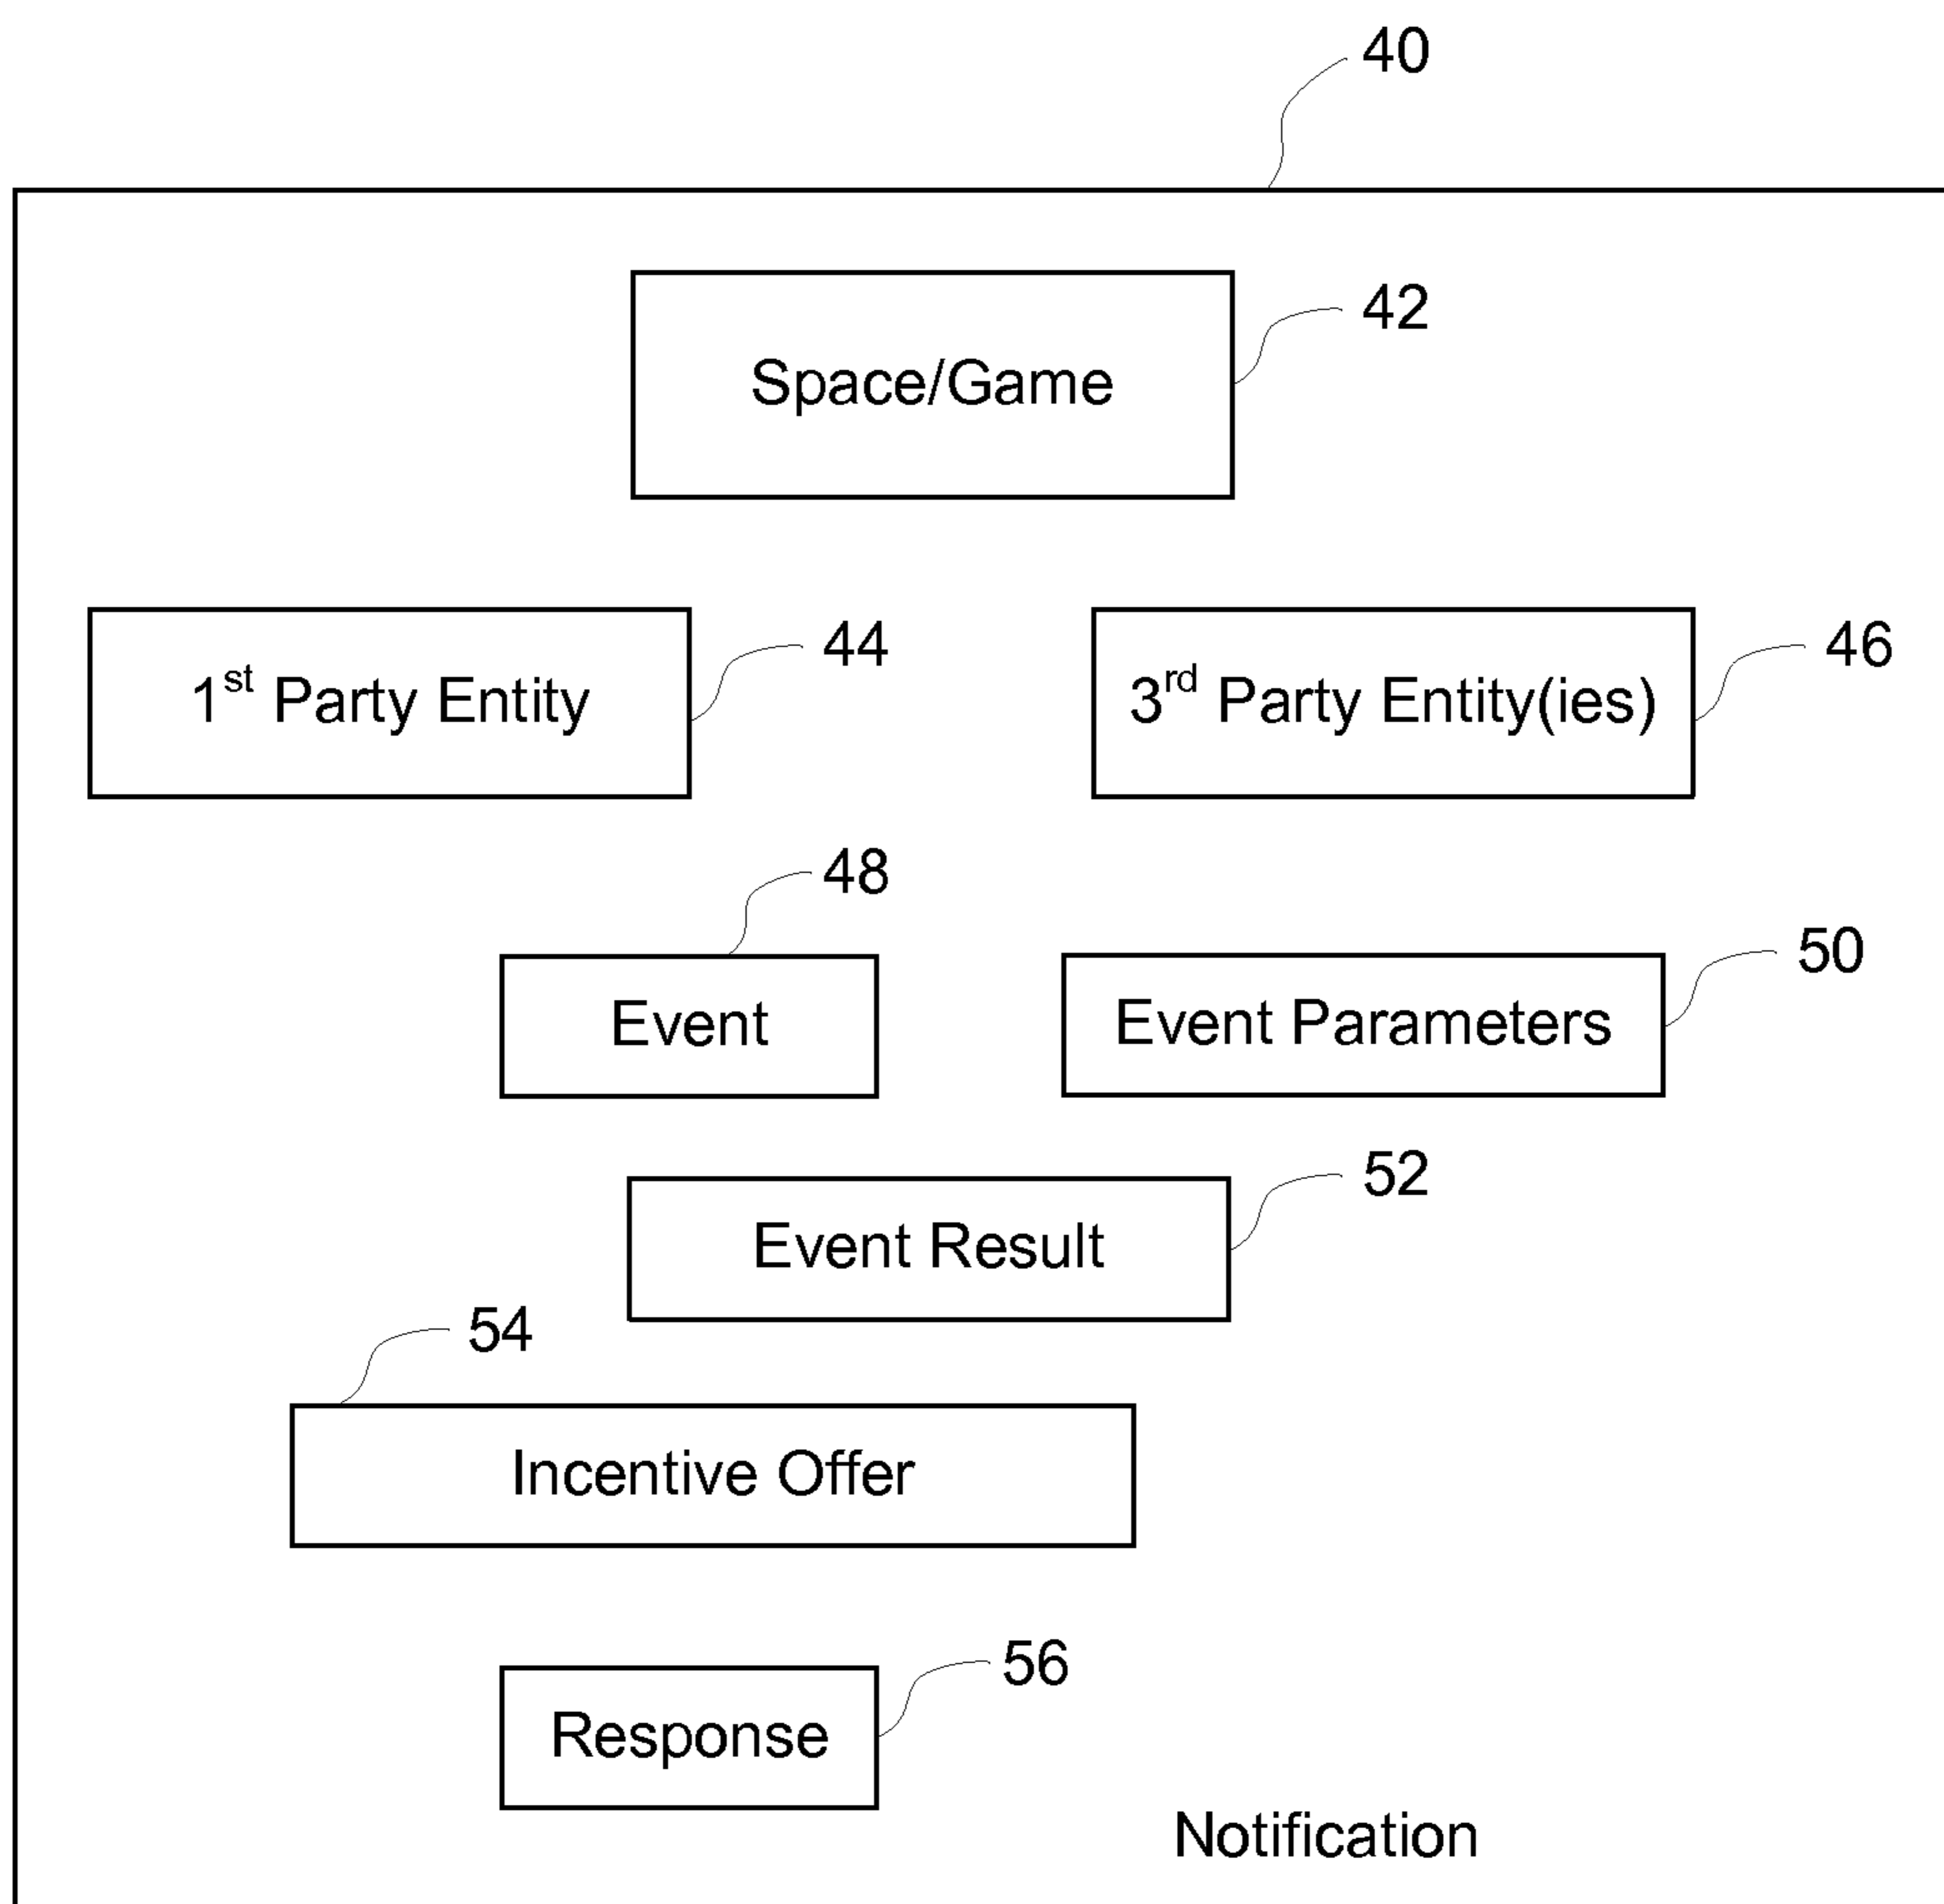 40
42
Space/Game
44
46
1st Party Entity
3rd Party Entity(ies)
48
50
Event
Event Parameters
52
Event Result
54
Incentive Offer
56
Response
Notification